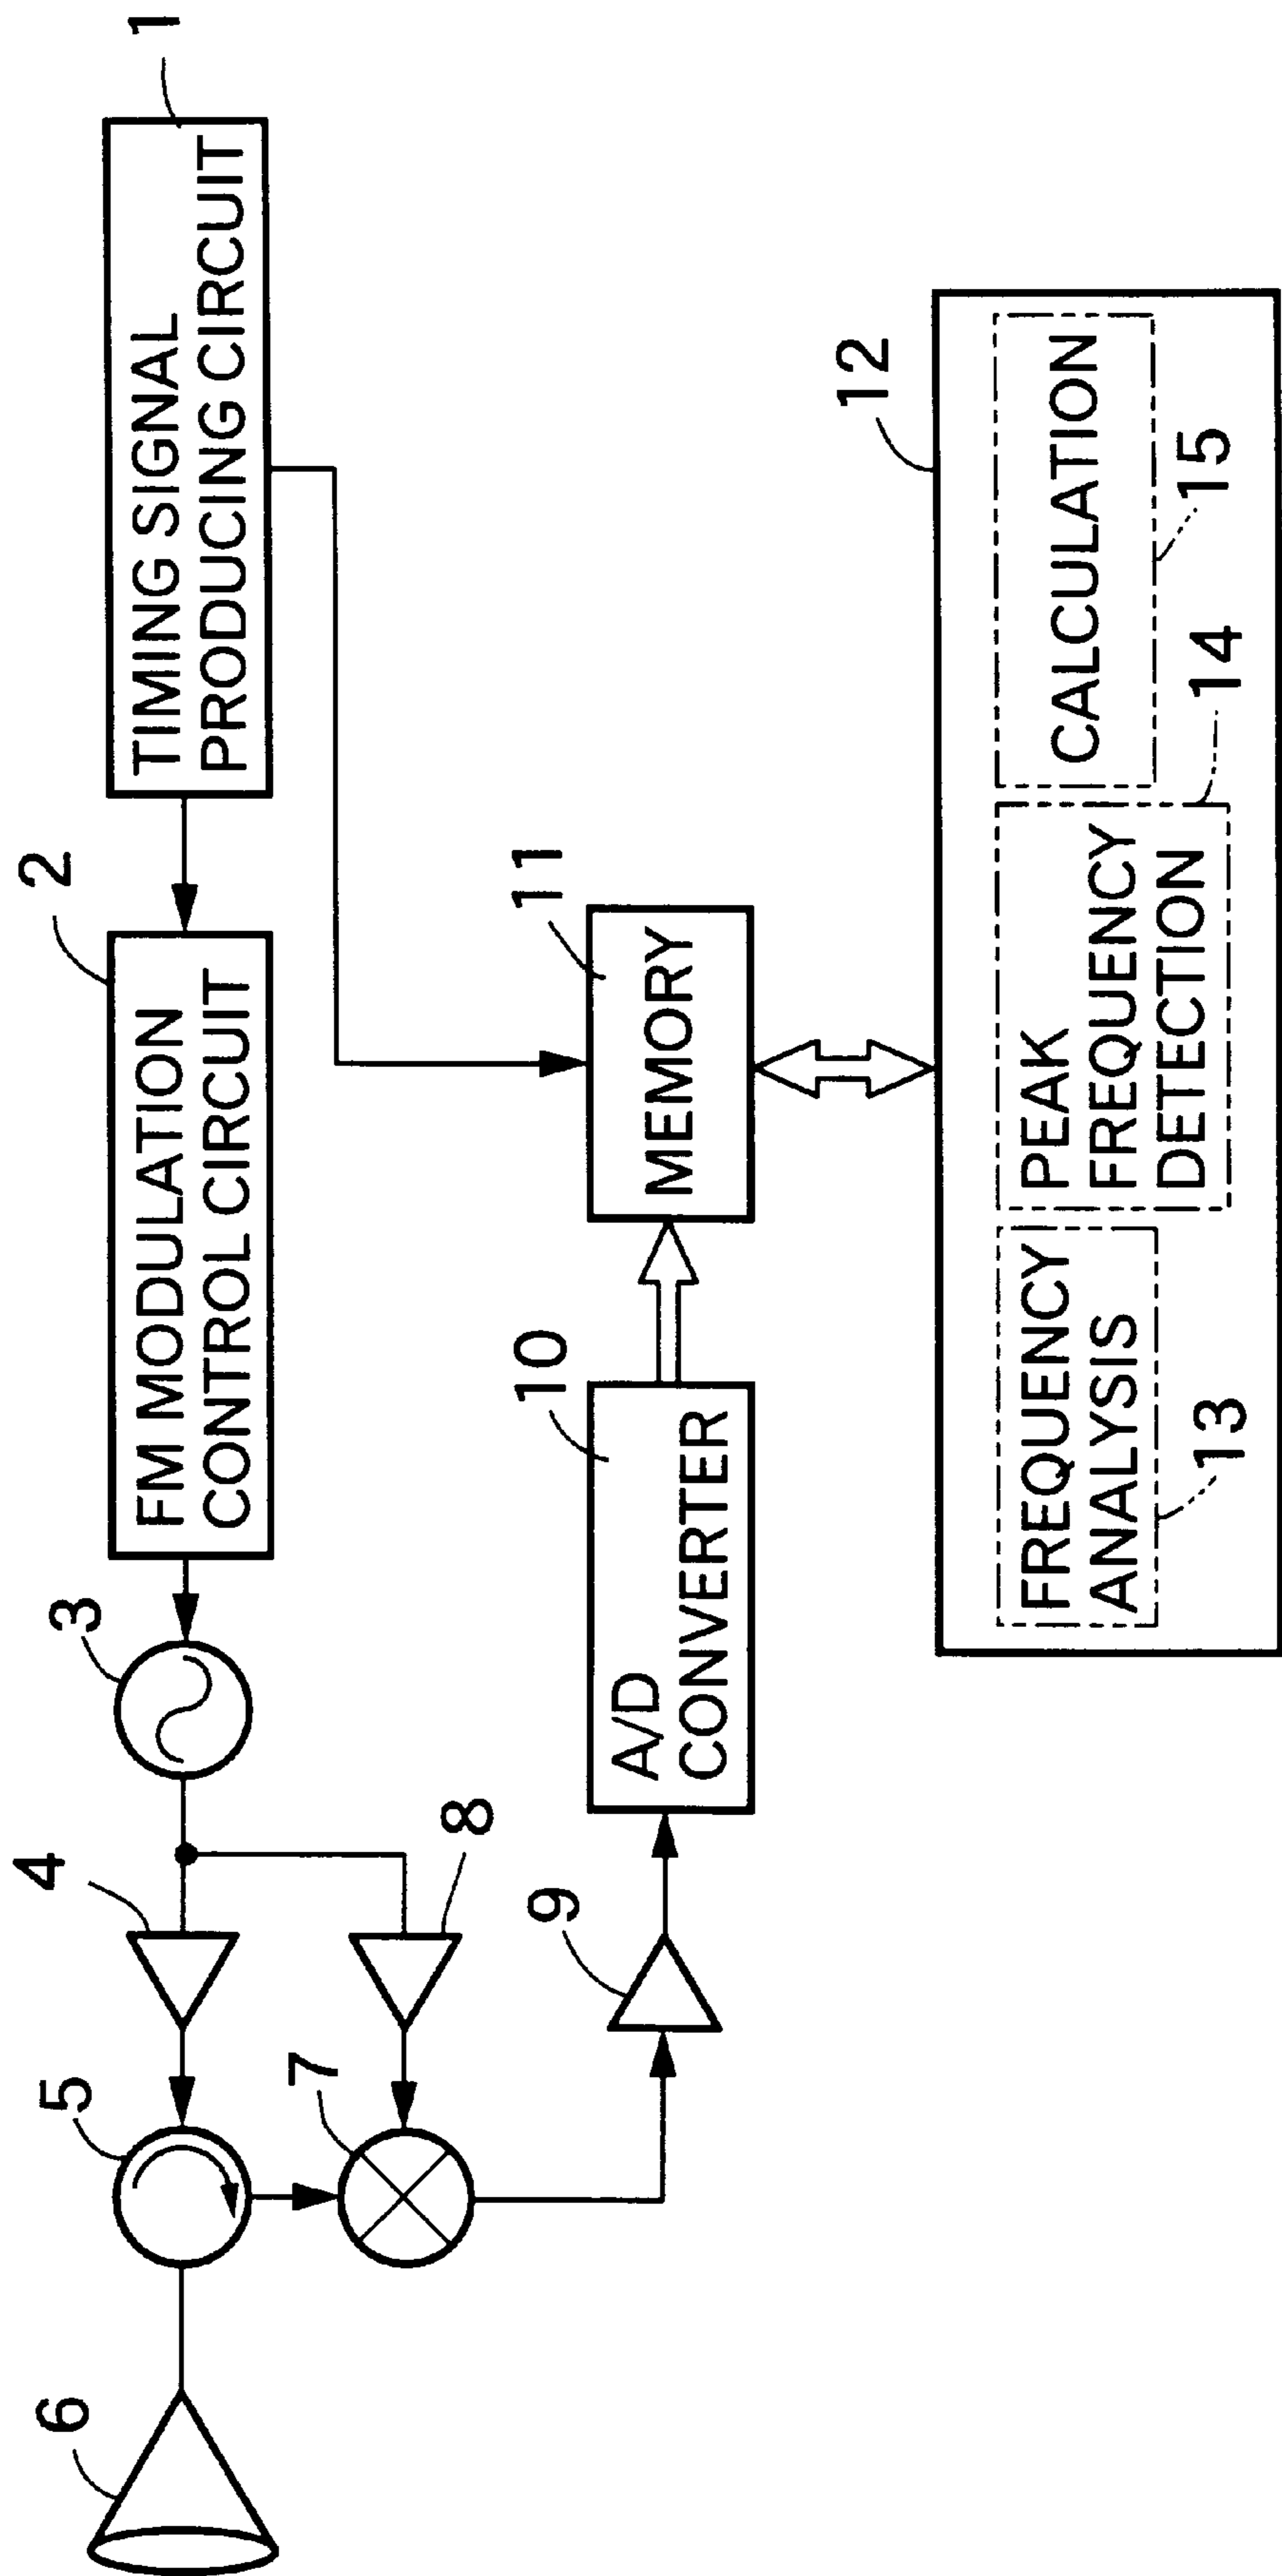 1
TIMING SIGNAL
PRODUCING CIRCUIT
2
FM MODULATION
CONTROL CIRCUIT
3
4
5
6
7
8
9
10
A/D
CONVERTER
11
MEMORY
12
FREQUENCY
ANALYSIS
13
PEAK
FREQUENCY
DETECTION
14
CALCULATION
15